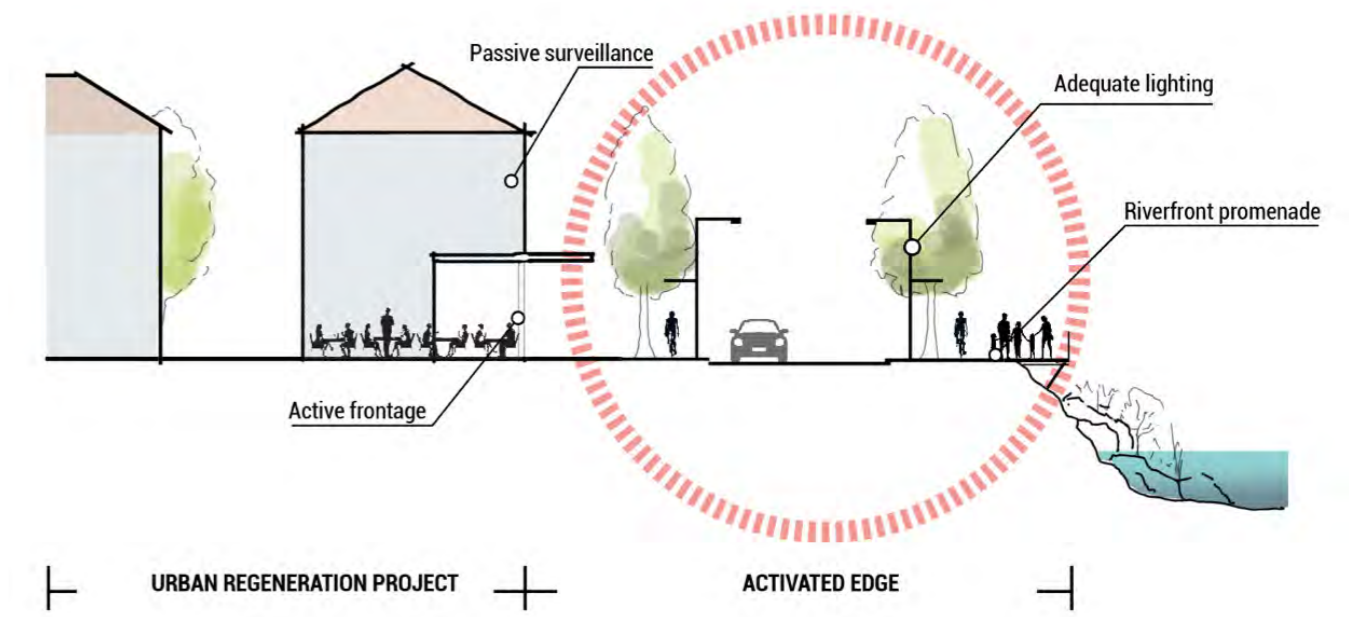 Passive surveillance
Adequate lighting
Riverfront promenade
Active frontage
URBAN REGENERATION PROJECT
ACTIVATED EDGE